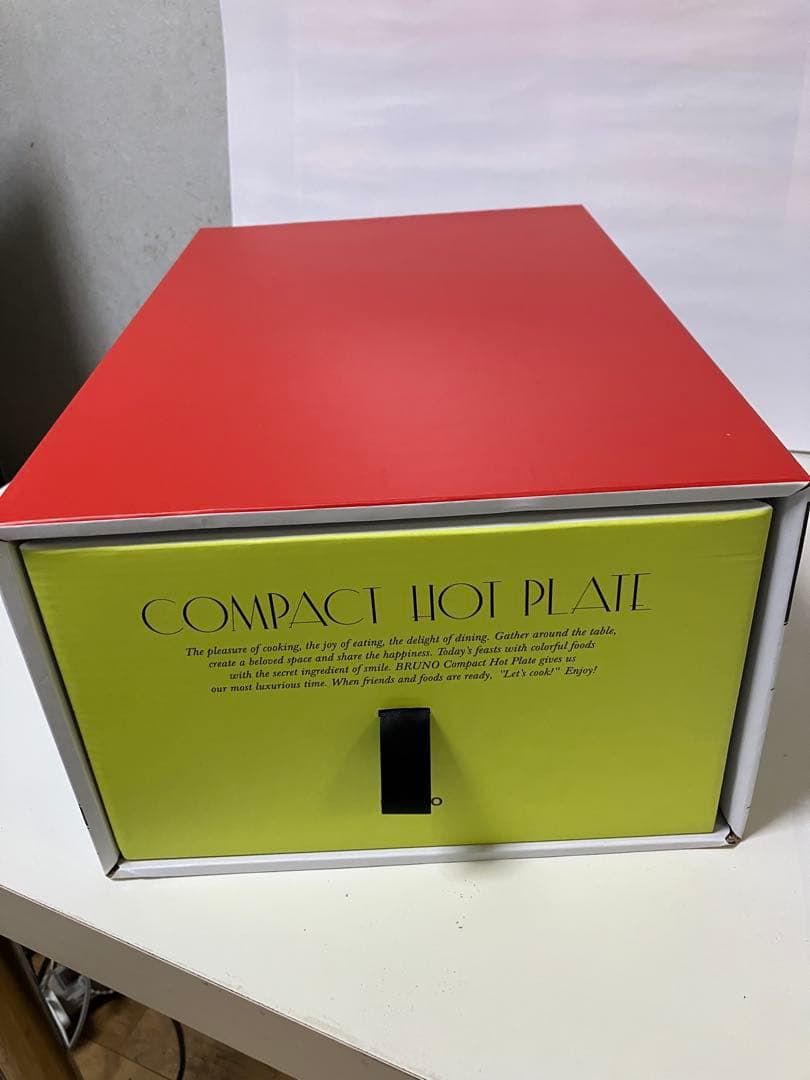 COMPACT HOT PLATE
The pleasure of cooking, the joy of eating, the delight of dining. Gather around the table,
create a beloved space and share the happiness. Today's feasts with colorful foods
with the secret ingredient of smile. BRUNO Compact Hot Plate gives us
our most luxurious time. When friends and foods are ready, "Let's cook!" Enjoy!